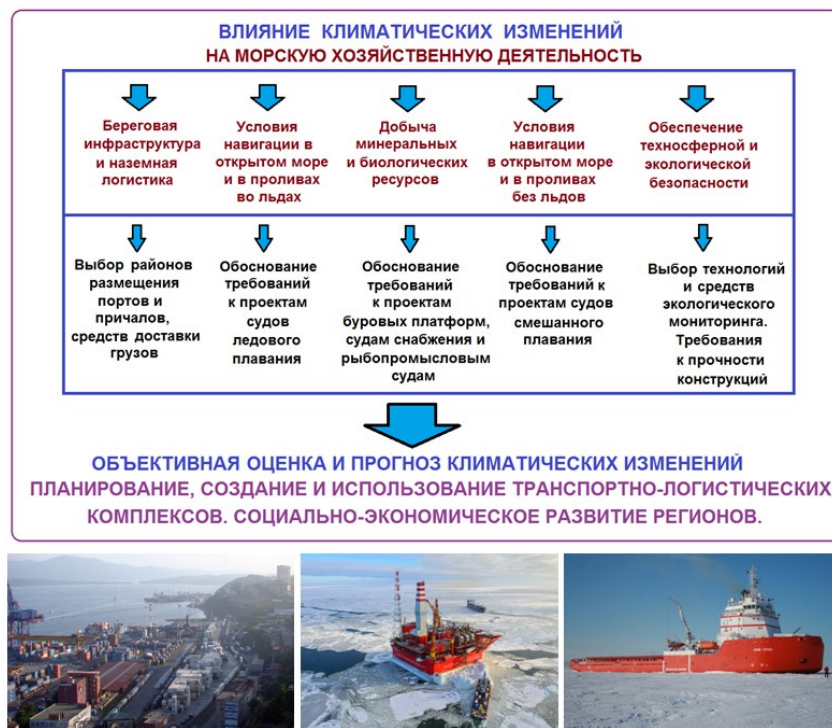 ВЛИЯНИЕ КЛИМАТИЧЕСКИХ ИЗМЕНЕНИЙ
НА МОРСКУЮ ХОЗЯЙСТВЕННУЮ ДЕЯТЕЛЬНОСТЬ
Береговая
инфраструктура
и наземная
логистика
Условия
навигации в
открытом море
и в проливах
во льдах
Добыча
минеральных
и биологических
ресурсов
Условия
навигации
в открытом море
и в проливах
без льдов
Обеспечение
техносферной и
экологической
безопасности
Выбор районов
размещения
портов и
причалов,
средств доставки
грузов
Обоснование
требований
к проектам
судов
ледового
плавания
Обоснование
требований
к проектам
буровых платформ,
судам снабжения и
рыбопромысловым
судам
Обоснование
требований к
проектам судов
смешанного
плавания
Выбор технологий
и средств
экологического
мониторинга.
Требования
к прочности
конструкций
ОБЪЕКТИВНАЯ ОЦЕНКА И ПРОГНОЗ КЛИМАТИЧЕСКИХ ИЗМЕНЕНИЙ
ПЛАНИРОВАНИЕ, СОЗДАНИЕ И ИСПОЛЬЗОВАНИЕ ТРАНСПОРТНО-ЛОГИСТИЧЕСКИХ
КОМПЛЕКСОВ. СОЦИАЛЬНО-ЭКОНОМИЧЕСКОЕ РАЗВИТИЕ РЕГИОНОВ.